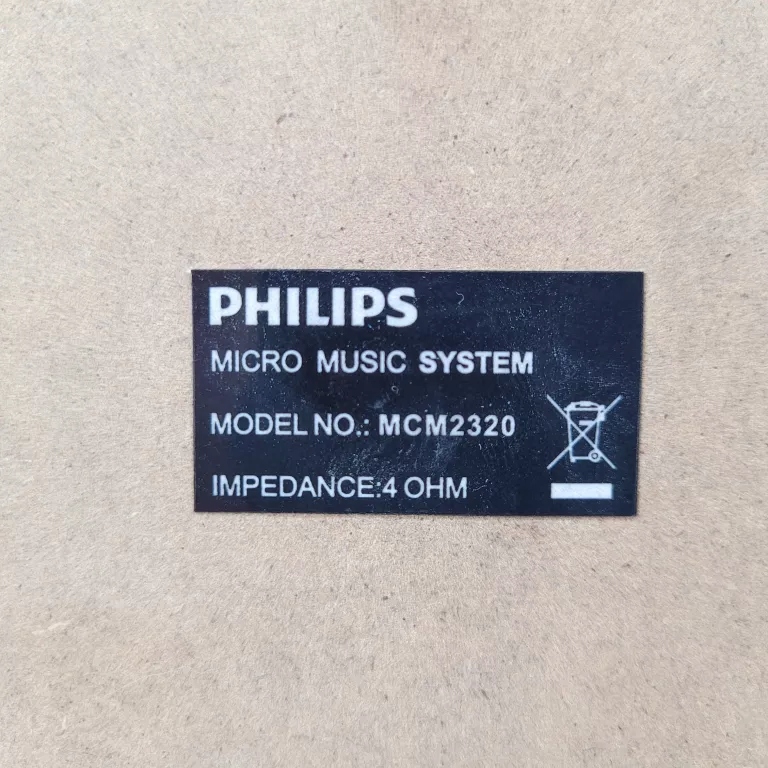 PHILIPS
MICRO MUSIC SYSTEM
MODEL NO.: MCM2320
IMPEDANCE:4 OHM